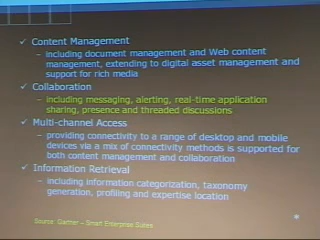 ✓ Content Management
– including document management and Web content
management, extending to digital asset management and
support for rich media
✓ Collaboration
– including messaging, alerting, real-time application
sharing, presence and threaded discussions
✓ Multi-channel Access
– providing connectivity to a range of desktop and mobile
devices via a mix of connectivity methods is supported for
both content management and collaboration
✓ Information Retrieval
– including information categorization, taxonomy
generation, profiling and expertise location
Source: Gartner – Smart Enterprise Suites